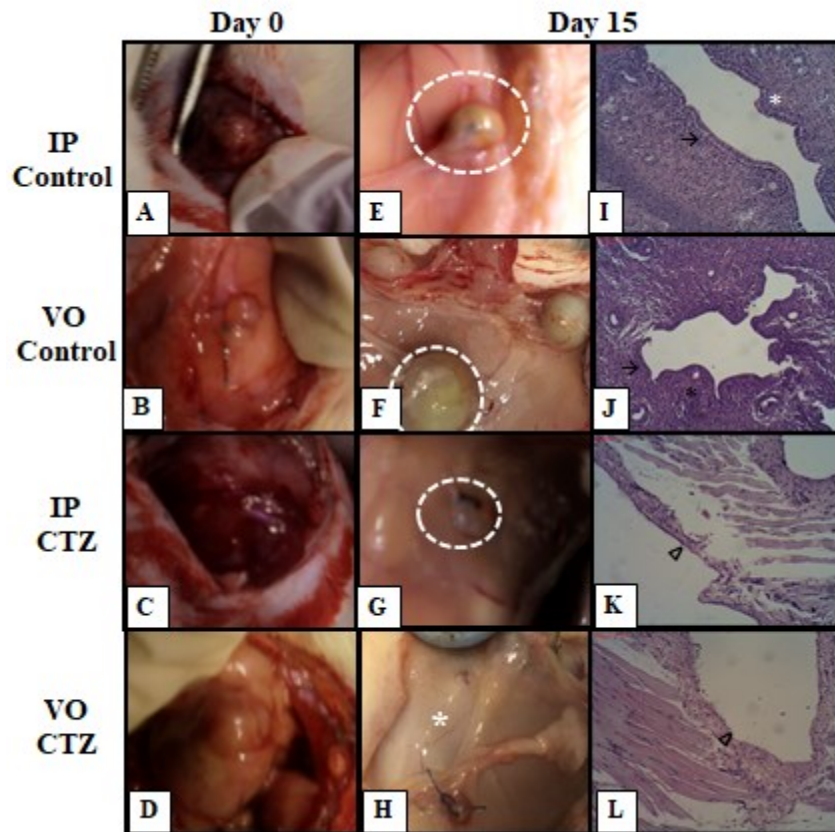 Day 0 Day 15
IP
Control
A E I
VO
Control
B F J
IP
CTZ
C G K
VO
CTZ
D H L
* 
*
*